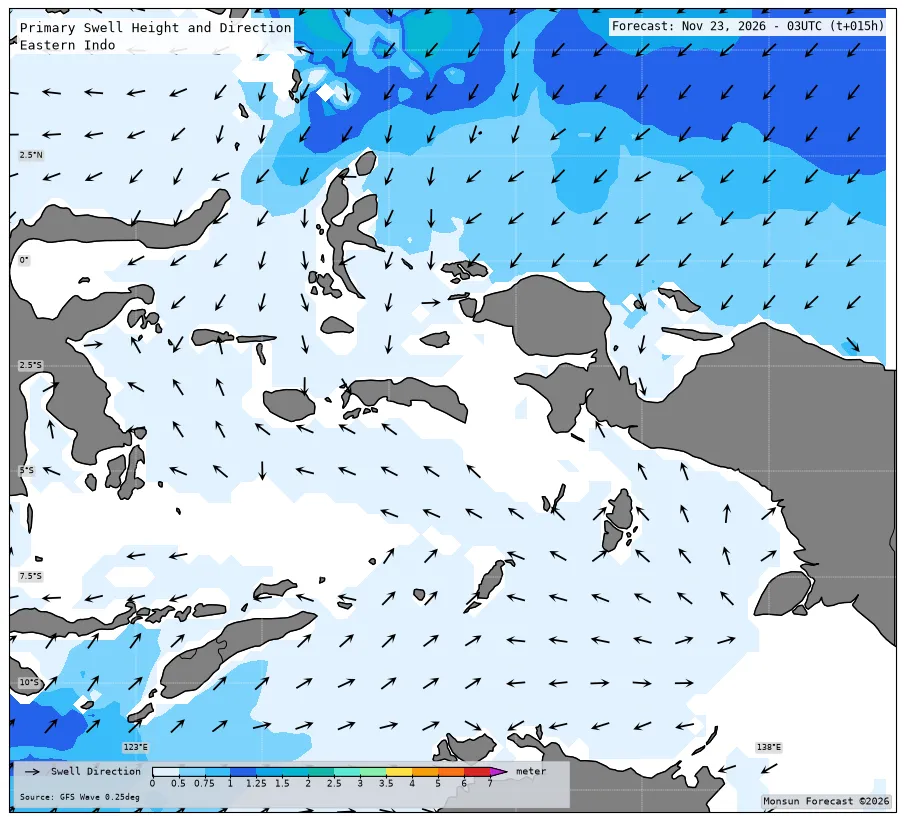 Primary Swell Height and Direction
Eastern Indo
Forecast: Nov 23, 2026 - 03UTC (t+015h)
2.5°N
0°
2.5°S
5°S
7.5°S
10°S
123°E
138°E
Swell Direction
0 0.5 0.75 1 1.25 1.5 2 2.5 3 3.5 4 5 6 7
meter
Source: GFS Wave 0.25deg
Monsun Forecast ©2026